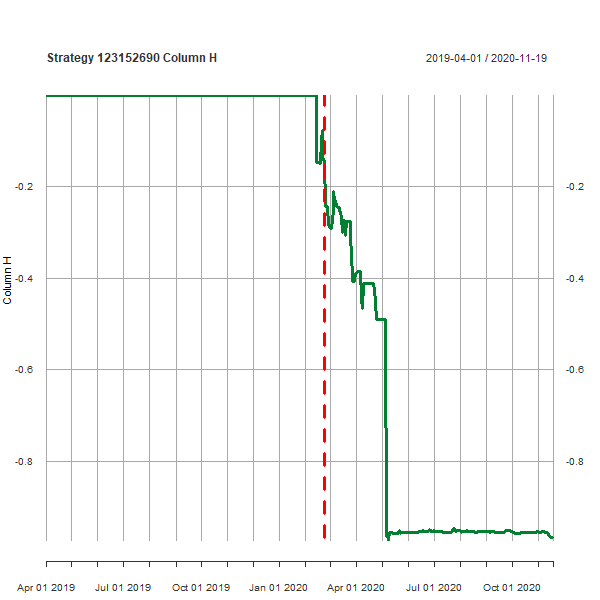 Strategy 123152690 Column H
2019-04-01 / 2020-11-19
-0.2 -0.2
-0.4 -0.4
-0.6 -0.6
-0.8 -0.8
Column H
Apr 01 2019 Jul 01 2019 Oct 01 2019 Jan 01 2020 Apr 01 2020 Jul 01 2020 Oct 01 2020